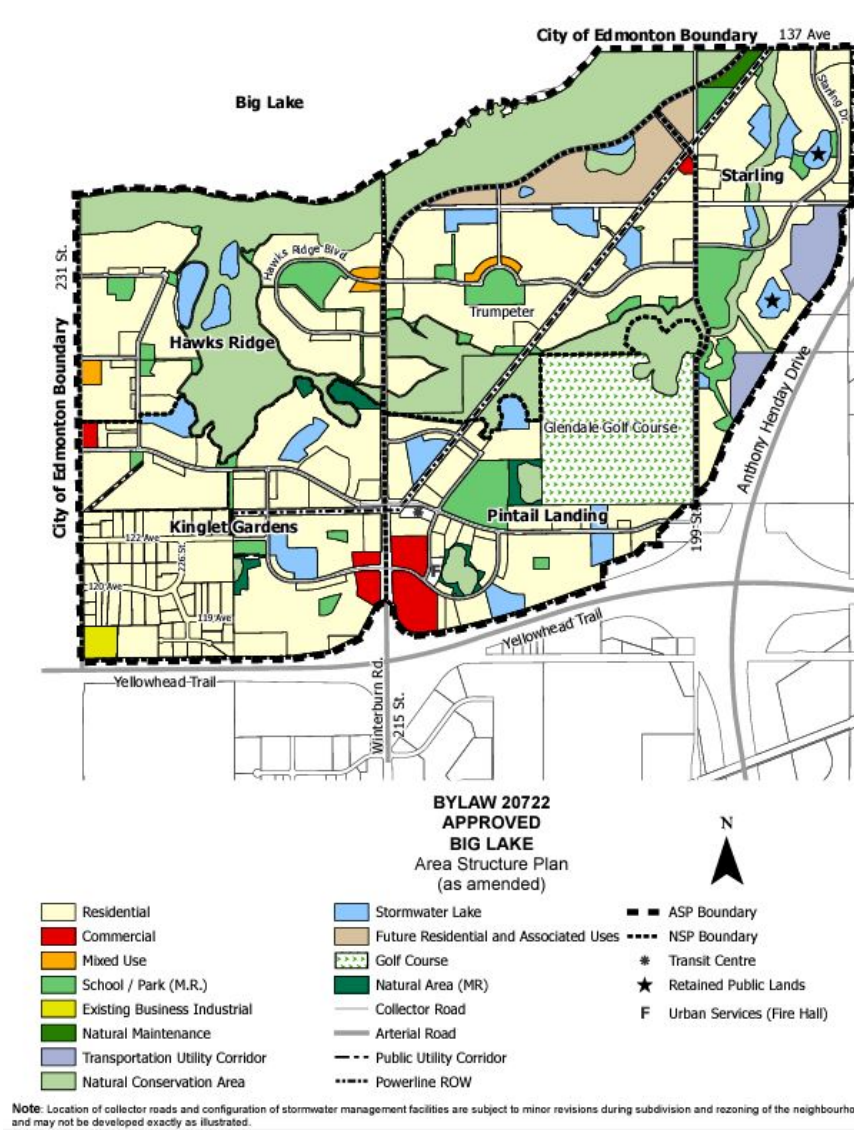 City of Edmonton Boundary
137 Ave
Big Lake
Starling Dr.
Starling
231 St.
Hawks Ridge Blvd.
Trumpeter
Hawks Ridge
City of Edmonton Boundary
Glendale Golf Course
Anthony Henday Drive
Kinglet Gardens
Pintail Landing
199 St.
122 Ave
226 St.
F
120 Ave
119 Ave
Yellowhead Trail
Yellowhead Trail
Winterburn Rd.
215 St.
BYLAW 20722
APPROVED
BIG LAKE
Area Structure Plan
(as amended)
N
Residential
Commercial
Mixed Use
School / Park (M.R.)
Existing Business Industrial
Natural Maintenance
Transportation Utility Corridor
Natural Conservation Area
Stormwater Lake
Future Residential and Associated Uses
Golf Course
Natural Area (MR)
Collector Road
Arterial Road
Public Utility Corridor
Powerline ROW
ASP Boundary
NSP Boundary
Transit Centre
Retained Public Lands
F Urban Services (Fire Hall)
Note: Location of collector roads and configuration of stormwater management facilities are subject to minor revisions during subdivision and rezoning of the neighbourho
and may not be developed exactly as illustrated.